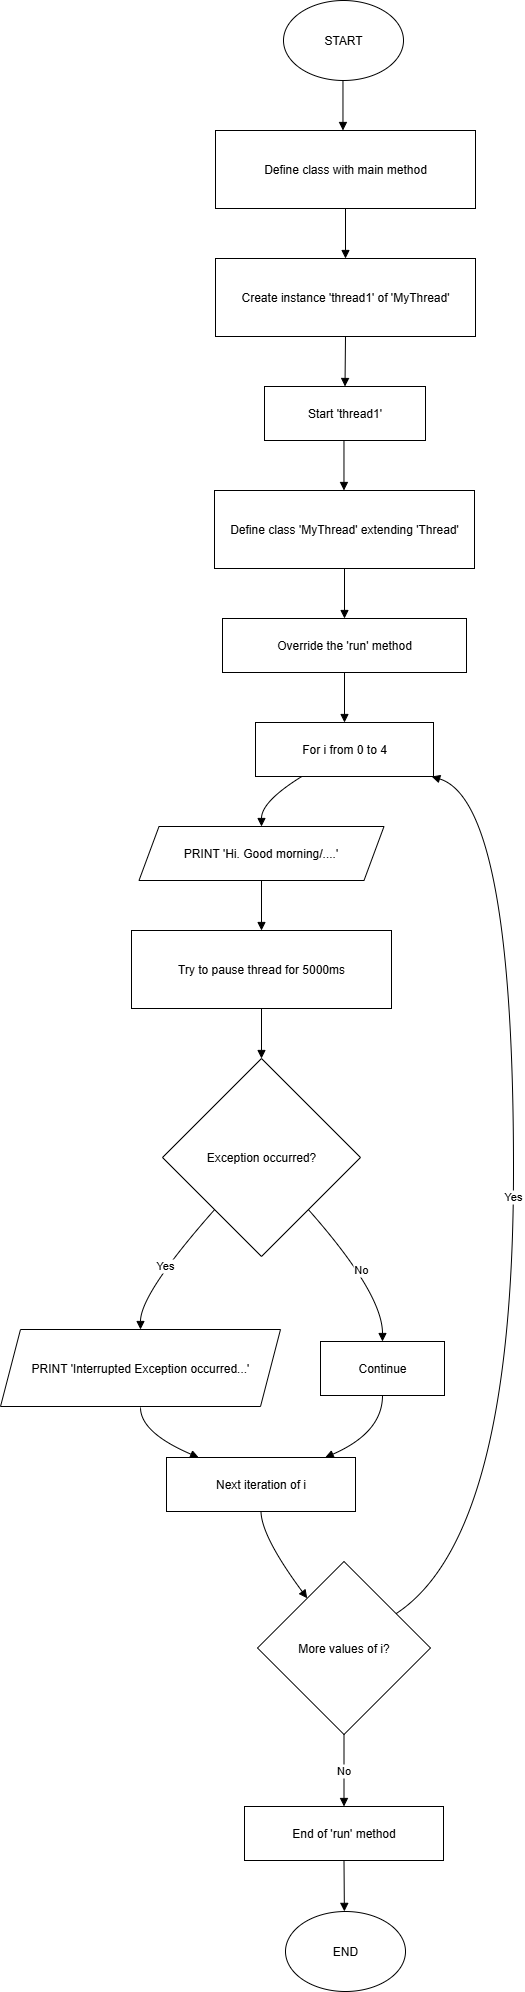 START
Define class with main method
Create instance 'thread1' of 'MyThread'
Start 'thread1'
Define class 'MyThread' extending 'Thread'
Override the 'run' method
For i from 0 to 4
PRINT 'Hi. Good morning/....'
Try to pause thread for 5000ms
Exception occurred?
Yes
Yes
No
PRINT 'Interrupted Exception occurred...'
Continue
Next iteration of i
More values of i?
No
End of 'run' method
END